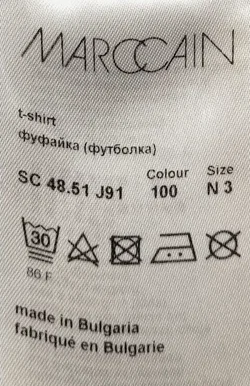 MARCCAIN
t-shirt
фуфайка (футболка)
Colour Size
SC 48.51 J91 100 N 3
30
86 F
made in Bulgaria
fabriqué en Bulgarie